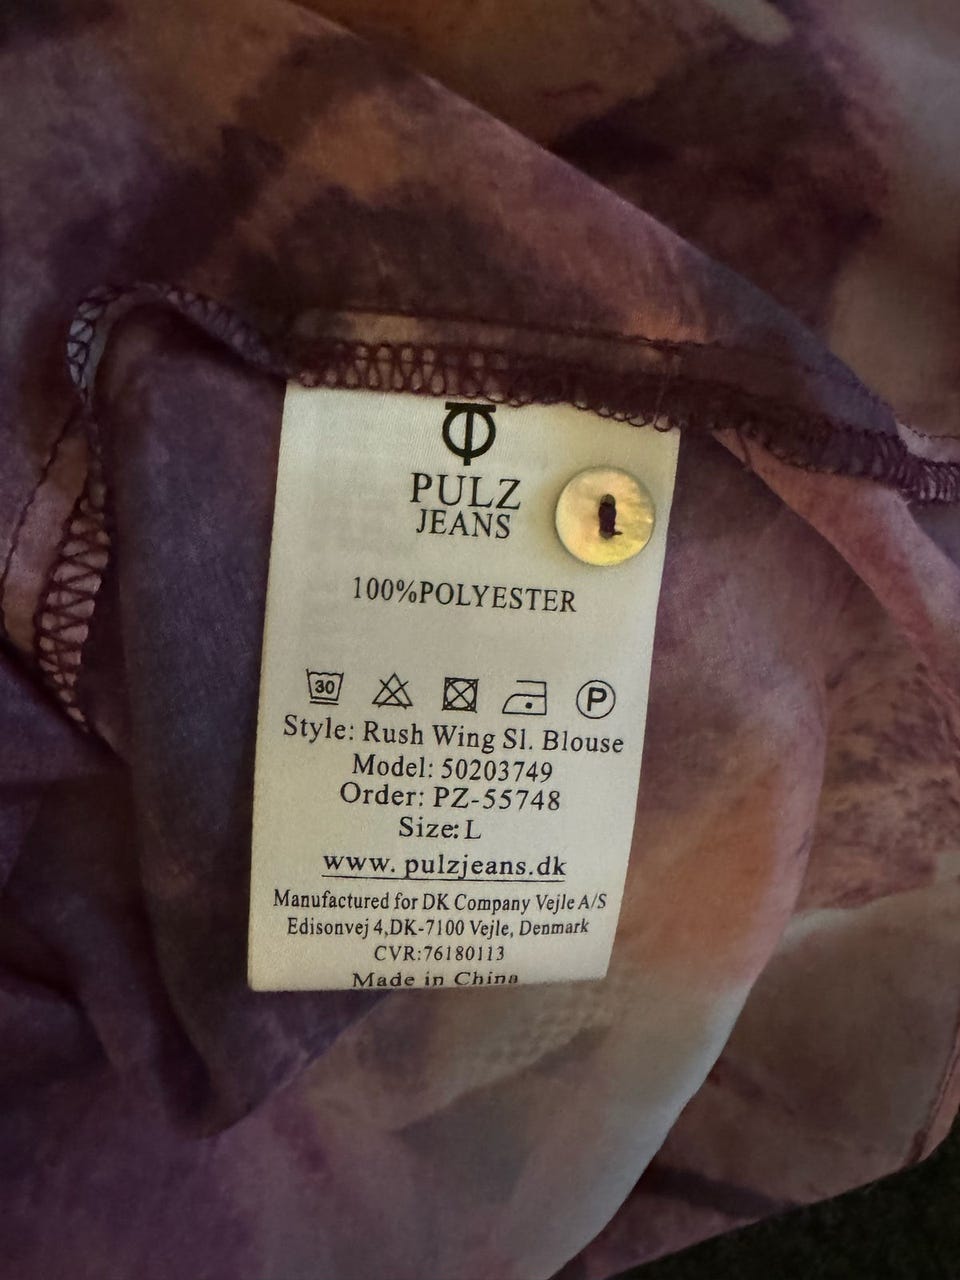 PULZ
JEANS
100%POLYESTER
30 P
Style: Rush Wing Sl. Blouse
Model: 50203749
Order: PZ-55748
Size:L
www. pulzjeans.dk
Manufactured for DK Company Vejle A/S
Edisonvej 4,DK-7100 Vejle, Denmark
CVR:76180113
Made in China